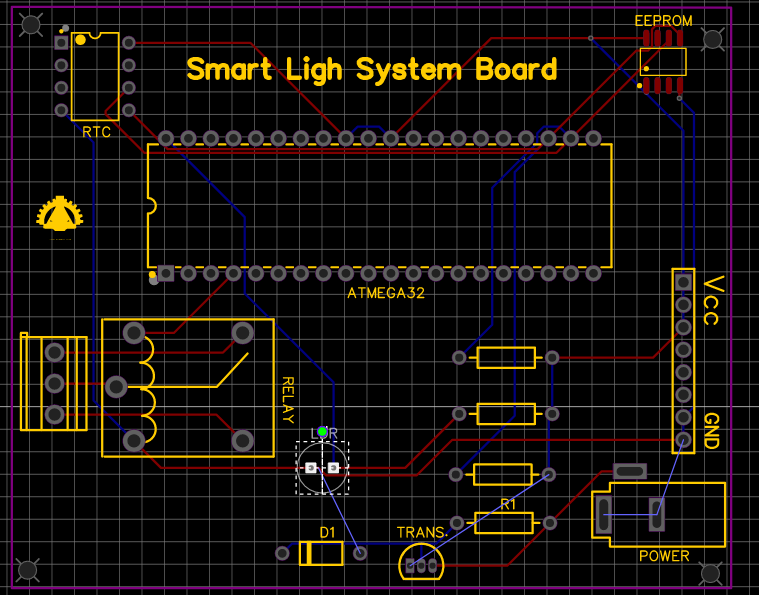 EEPROM
Smart Ligh System Board
RTC
ATMEGA32
VCC
RELAY
GND
LDR
R1
D1
TRANS.
POWER